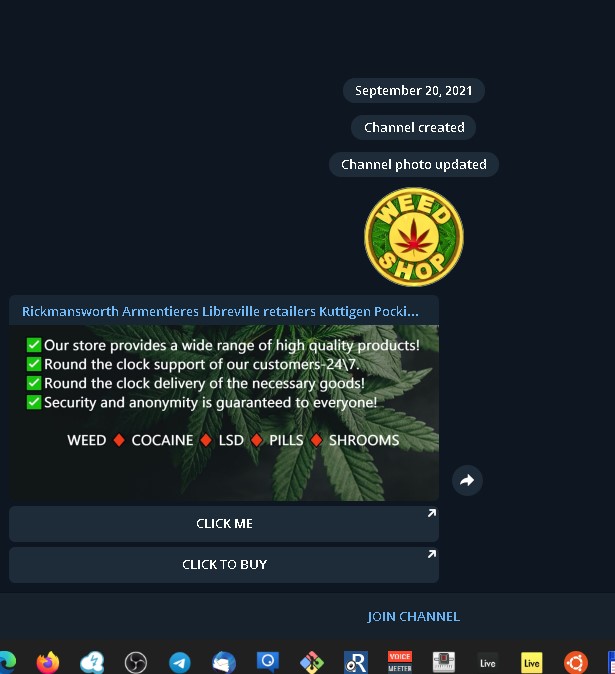 September 20, 2021
Channel created
Channel photo updated
WEED
SHOP
Rickmansworth Armentieres Libreville retailers Kuttigen Pocki...
✅ Our store provides a wide range of high quality products!
✅ Round the clock support of our customers-24\7.
✅ Round the clock delivery of the necessary goods!
✅ Security and anonymity is guaranteed to everyone!
WEED ♦ COCAINE ♦ LSD ♦ PILLS ♦ SHROOMS
CLICK ME
CLICK TO BUY
JOIN CHANNEL
R
VOICE
MEETER
Live
Live